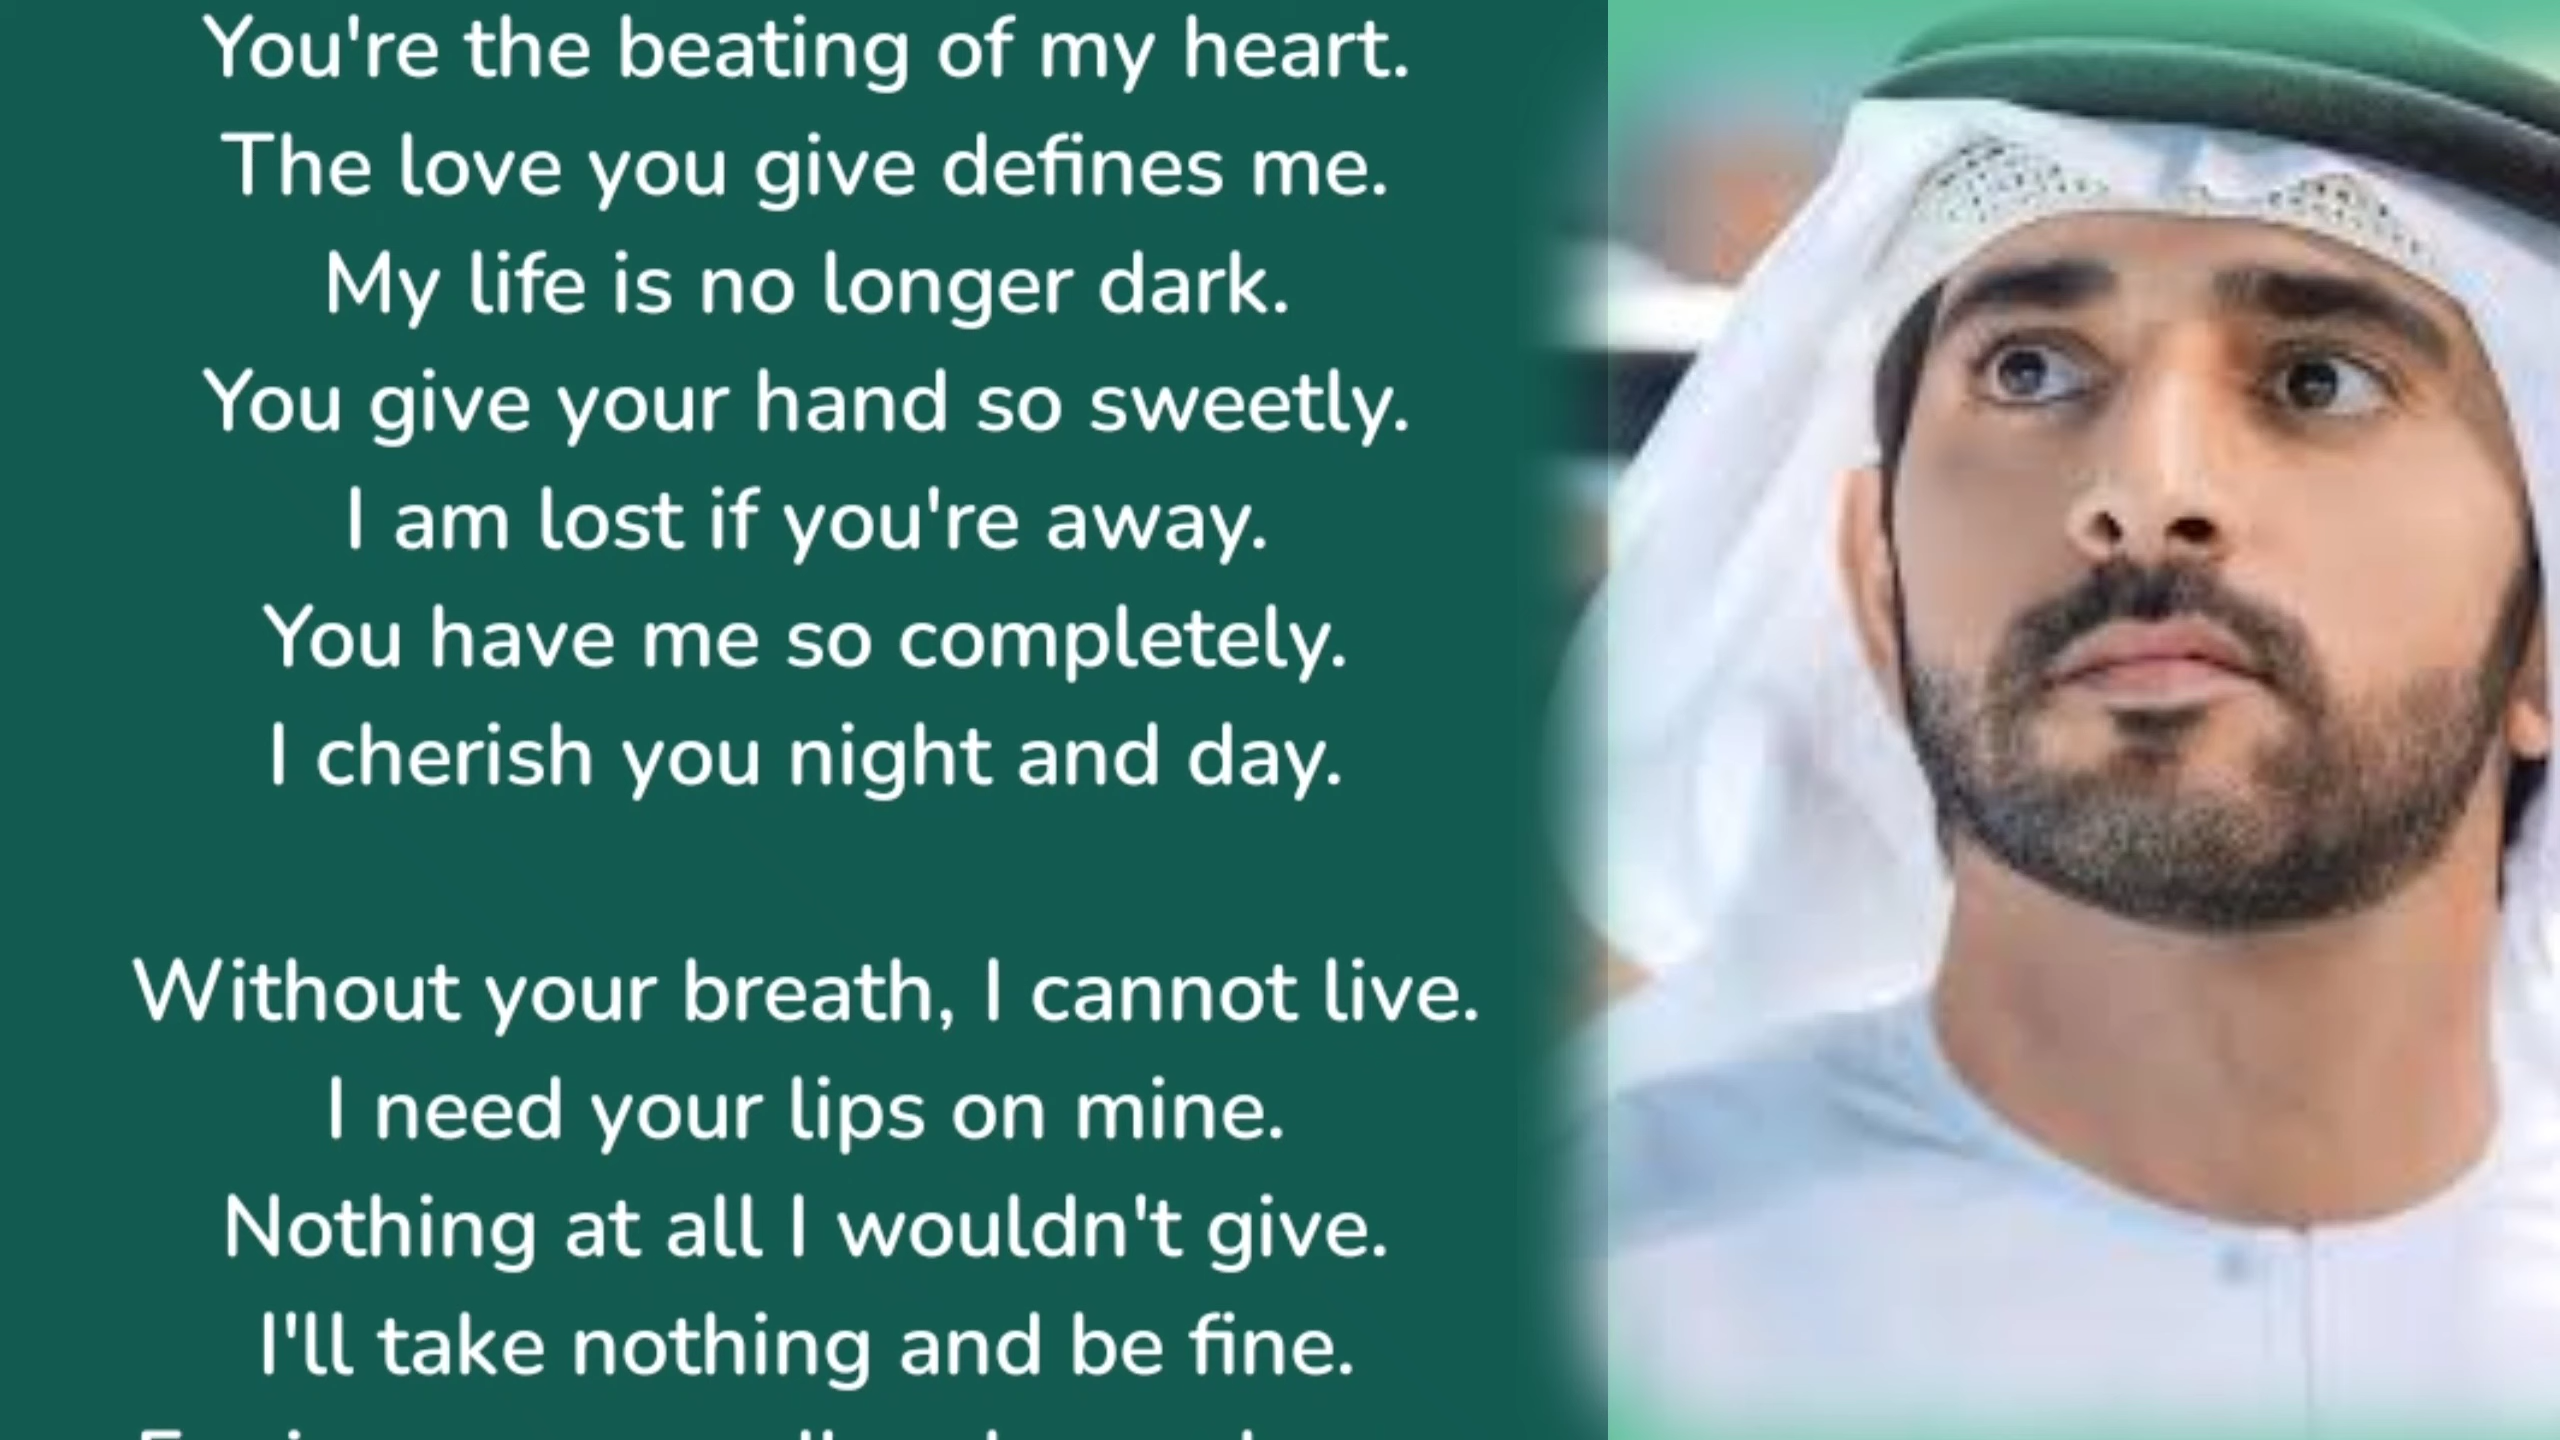 You're the beating of my heart.
The love you give defines me.
My life is no longer dark.
You give your hand so sweetly.
I am lost if you're away.
You have me so completely.
I cherish you night and day.
Without your breath, I cannot live.
I need your lips on mine.
Nothing at all I wouldn't give.
I'll take nothing and be fine.